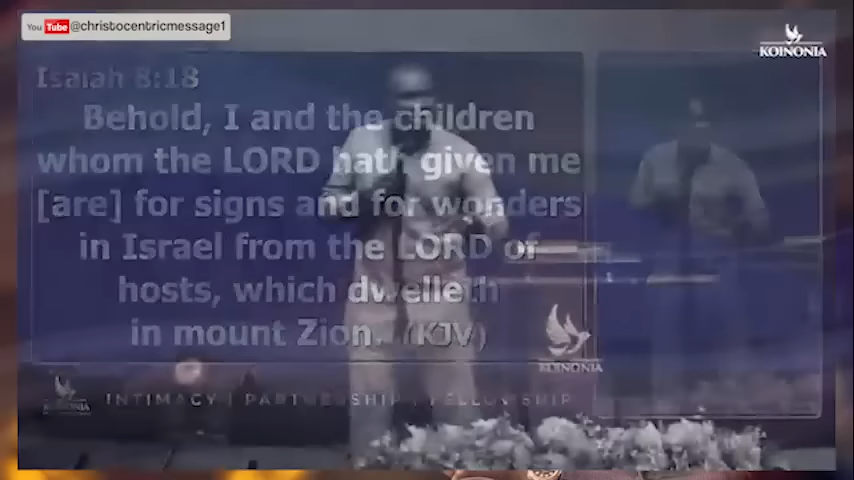 You Tube @christocentricmessage1
KOINONIA
Isaiah 8:18
Behold, I and the children
whom the LORD hath given me
[are] for signs and for wonders
in Israel from the LORD of
hosts, which dwelleth
in mount Zion. (KJV)
KOINONIA
KOINONIA
INTIMACY | PARTNERSHIP | FELLOWSHIP